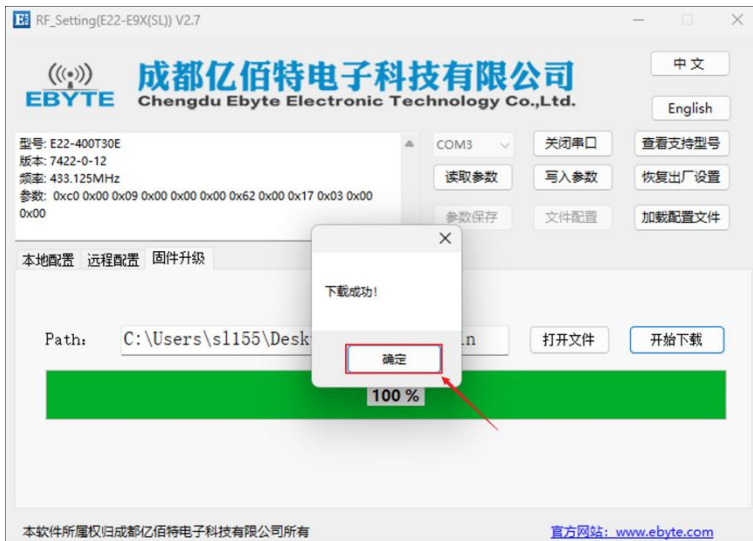 RF_Setting(E22-E9X(SL)) V2.7
EBYTE
成都亿佰特电子科技有限公司
Chengdu Ebyte Electronic Technology Co.,Ltd.
中文
English
型号: E22-400T30E
版本: 7422-0-12
频率: 433.125MHz
参数: 0xc0 0x00 0x09 0x00 0x00 0x00 0x62 0x00 0x17 0x03 0x00
0x00
COM3 关闭串口 查看支持型号
读取参数 写入参数 恢复出厂设置
参数保存 文件配置 加载配置文件
本地配置 远程配置 固件升级
下载成功!
确定
Path: C:\Users\sl155\Desk in 打开文件 开始下载
100 %
本软件所属权归成都亿佰特电子科技有限公司所有 官方网站: www.ebyte.com